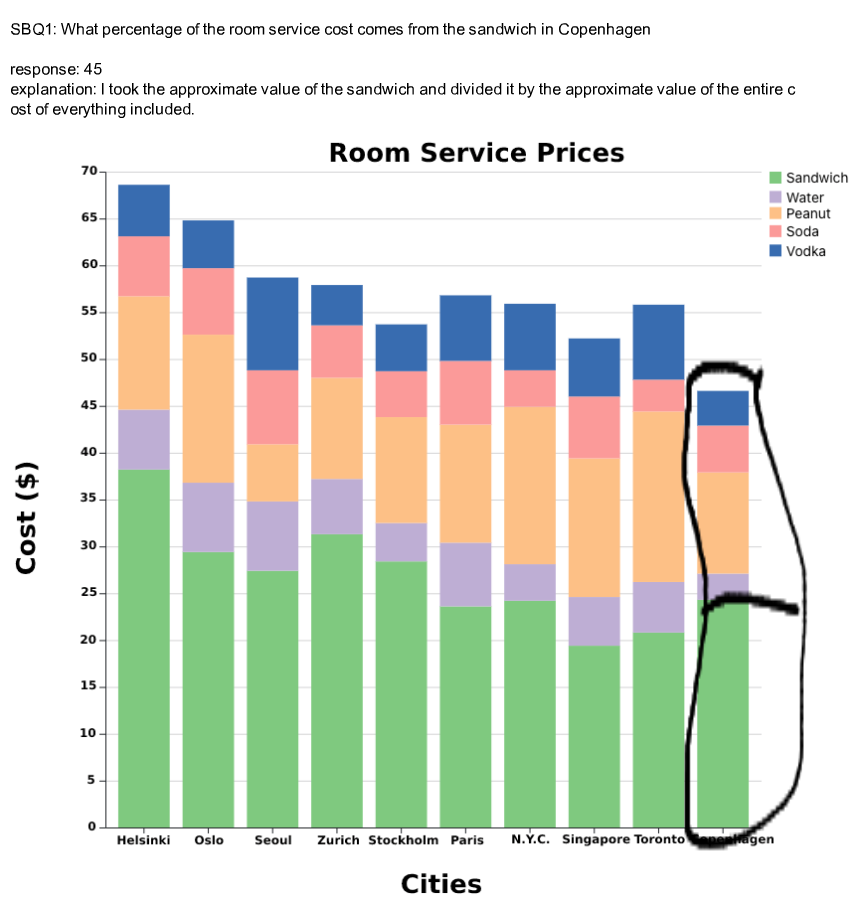 SBQ1: What percentage of the room service cost comes from the sandwich in Copenhagen
response: 45
explanation: I took the approximate value of the sandwich and divided it by the approximate value of the entire c
ost of everything included.
Room Service Prices
Sandwich
Water
Peanut
Soda
Vodka
70
65
60
55
50
45
40
35
30
25
20
15
10
5
0
Cost ($)
Helsinki Oslo Seoul Zurich Stockholm Paris N.Y.C. Singapore Toronto Copenhagen
Cities